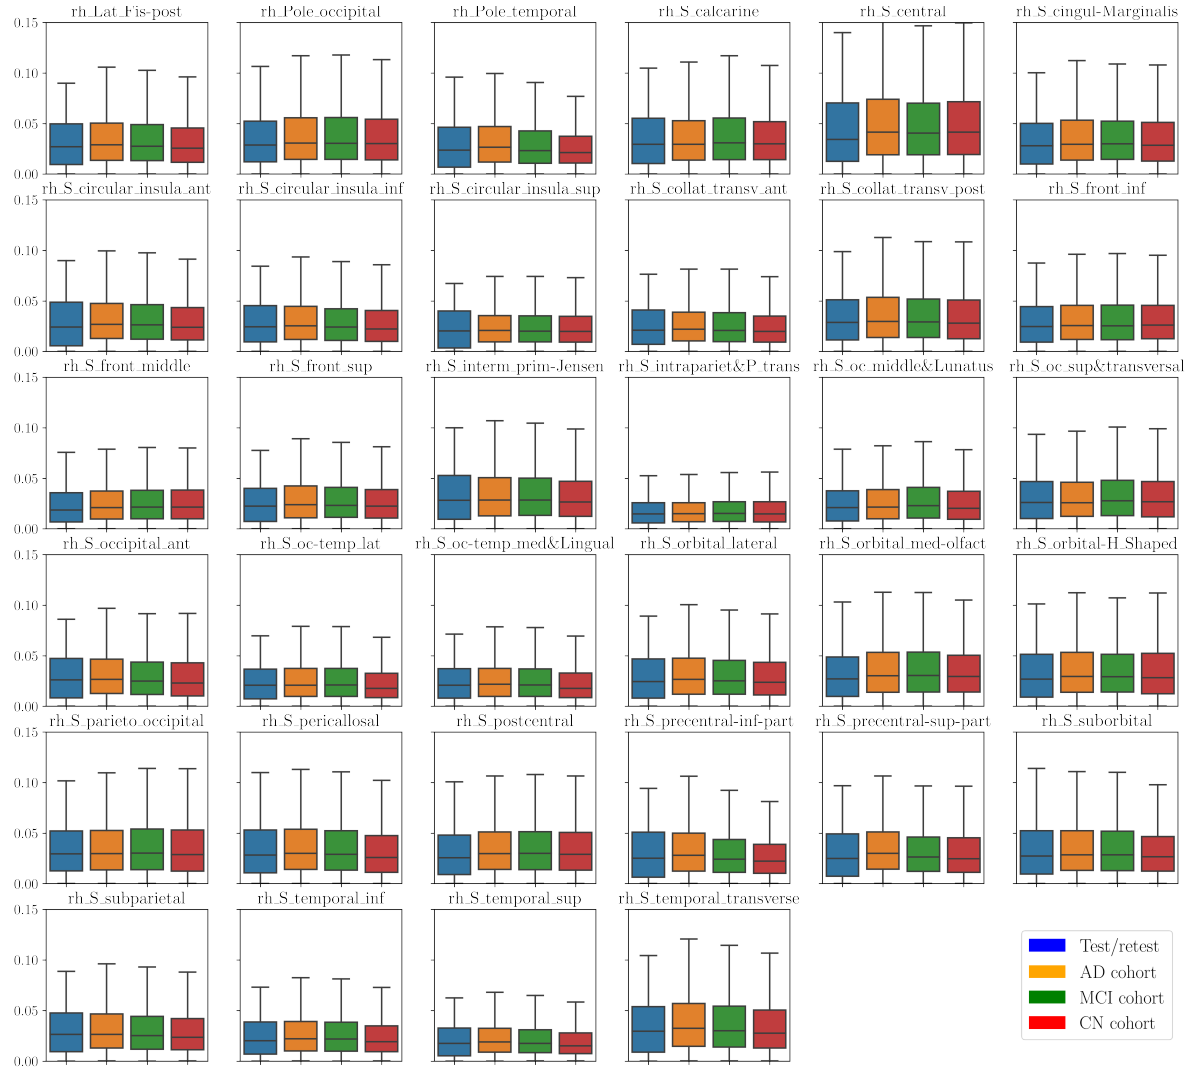 rh_Lat_Fis-post rh_Pole_occipital rh_Pole_temporal rh_S_calcarine rh_S_central rh_S_cingul-Marginalis
0.15
0.10
0.05
0.00
rh_S_circular_insula_ant rh_S_circular_insula_inf rh_S_circular_insula_sup rh_S_collat_transv_ant rh_S_collat_transv_post rh_S_front_inf
0.15
0.10
0.05
0.00
rh_S_front_middle rh_S_front_sup rh_S_interm_prim-Jensen rh_S_intrapariet&P_trans rh_S_oc_middle&Lunatus rh_S_oc_sup&transversal
0.15
0.10
0.05
0.00
rh_S_occipital_ant rh_S_oc-temp_lat rh_S_oc-temp_med&Lingual rh_S_orbital_lateral rh_S_orbital_med-olfact rh_S_orbital-H_Shaped
0.15
0.10
0.05
0.00
rh_S_parieto_occipital rh_S_pericallosal rh_S_postcentral rh_S_precentral-inf-part rh_S_precentral-sup-part rh_S_suborbital
0.15
0.10
0.05
0.00
rh_S_subparietal rh_S_temporal_inf rh_S_temporal_sup rh_S_temporal_transverse
0.15
0.10
0.05
0.00
Test/retest
AD cohort
MCI cohort
CN cohort